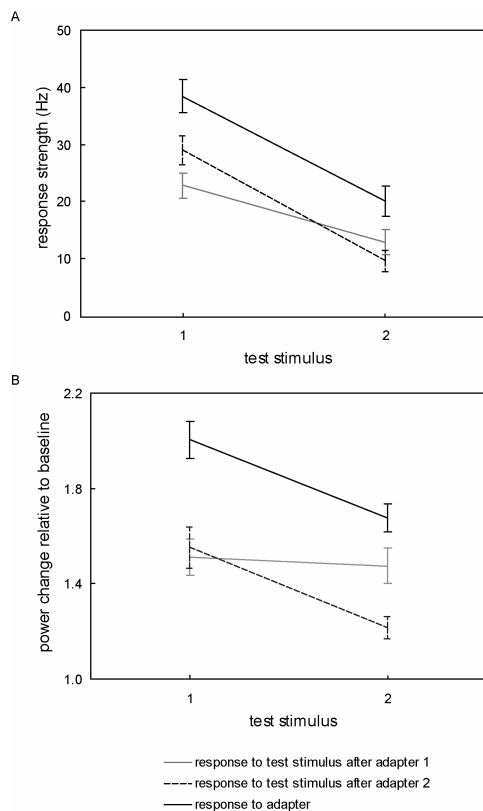 A
50
40
30
20
10
0
response strength (Hz)
1 2
test stimulus
B
2.2
1.8
1.4
1.0
power change relative to baseline
1 2
test stimulus
response to test stimulus after adapter 1
response to test stimulus after adapter 2
response to adapter